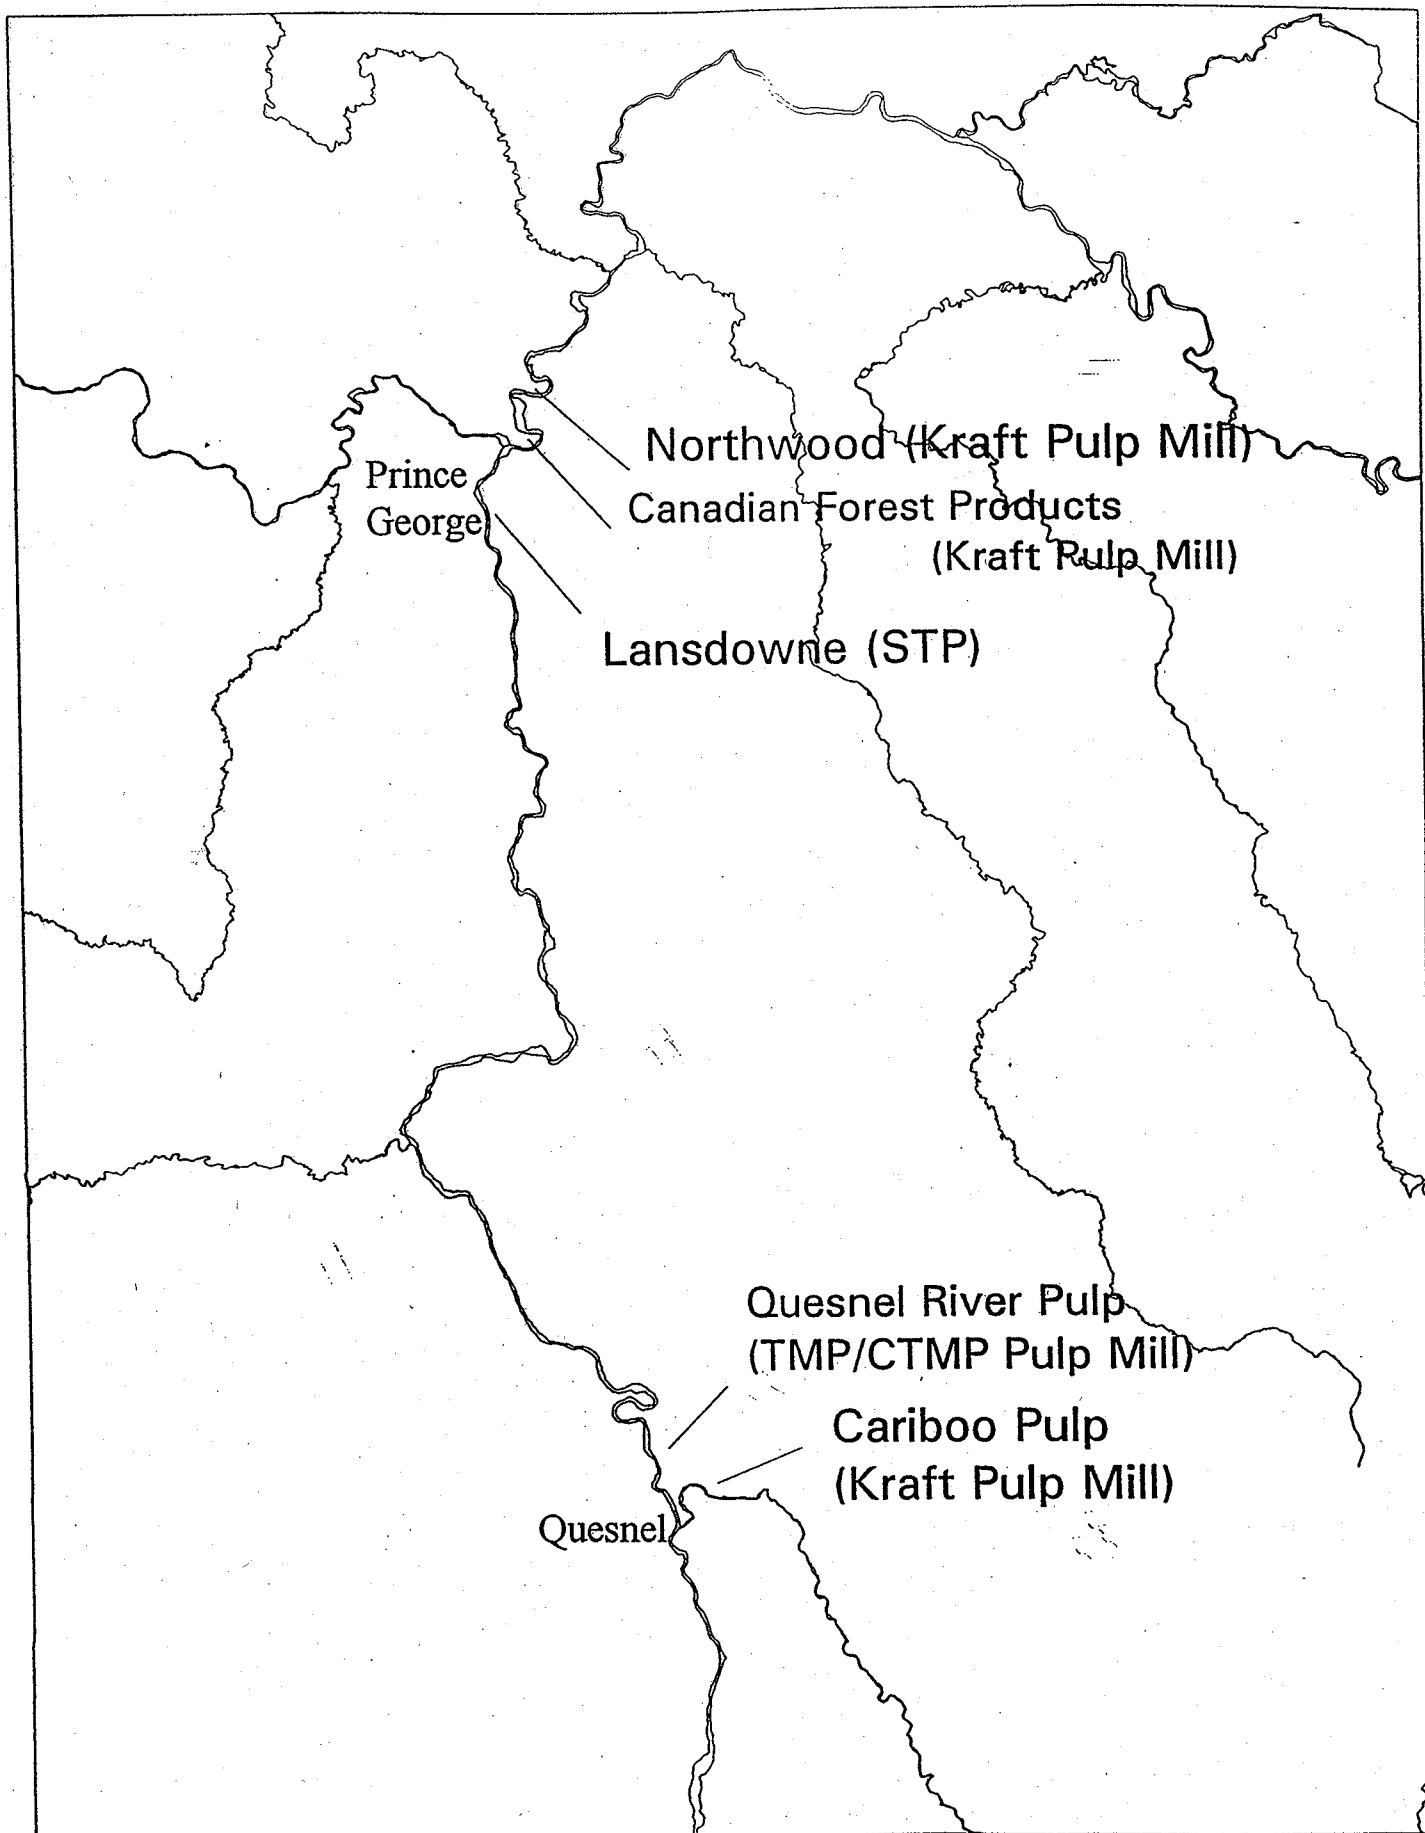 Northwood (Kraft Pulp Mill)
Prince
George
Canadian Forest Products
(Kraft Pulp Mill)
Lansdowne (STP)
Quesnel River Pulp
(TMP/CTMP Pulp Mill)
Cariboo Pulp
(Kraft Pulp Mill)
Quesnel